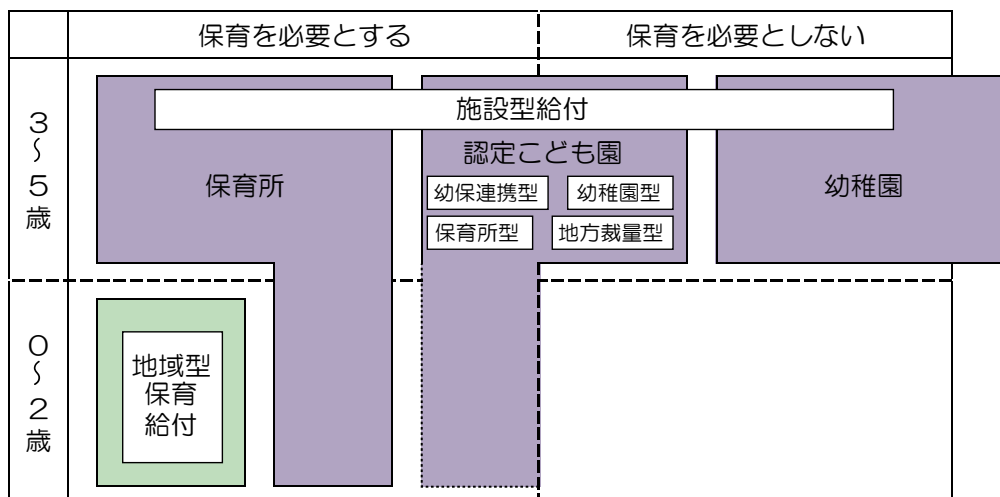 保育を必要とする
保育を必要としない
3～5歳
施設型給付
認定こども園
保育所
幼稚園
幼保連携型
幼稚園型
保育所型
地方裁量型
0～2歳
地域型
保育
給付